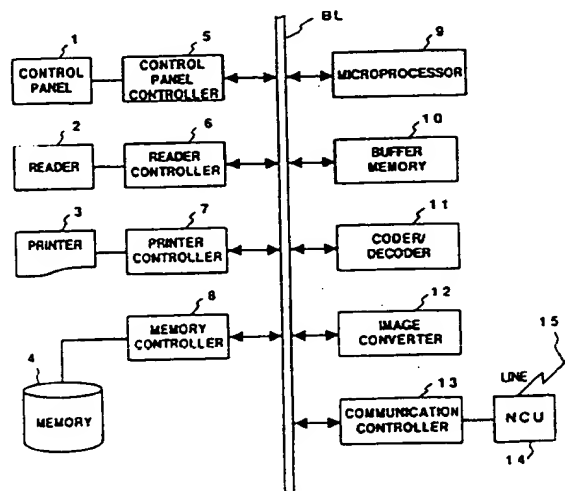 BL
1
CONTROL
PANEL
5
CONTROL
PANEL
CONTROLLER
9
MICROPROCESSOR
2
READER
6
READER
CONTROLLER
10
BUFFER
MEMORY
3
PRINTER
7
PRINTER
CONTROLLER
11
CODER/
DECODER
8
MEMORY
CONTROLLER
12
IMAGE
CONVERTER
4
MEMORY
13
COMMUNICATION
CONTROLLER
15
LINE
NCU
14